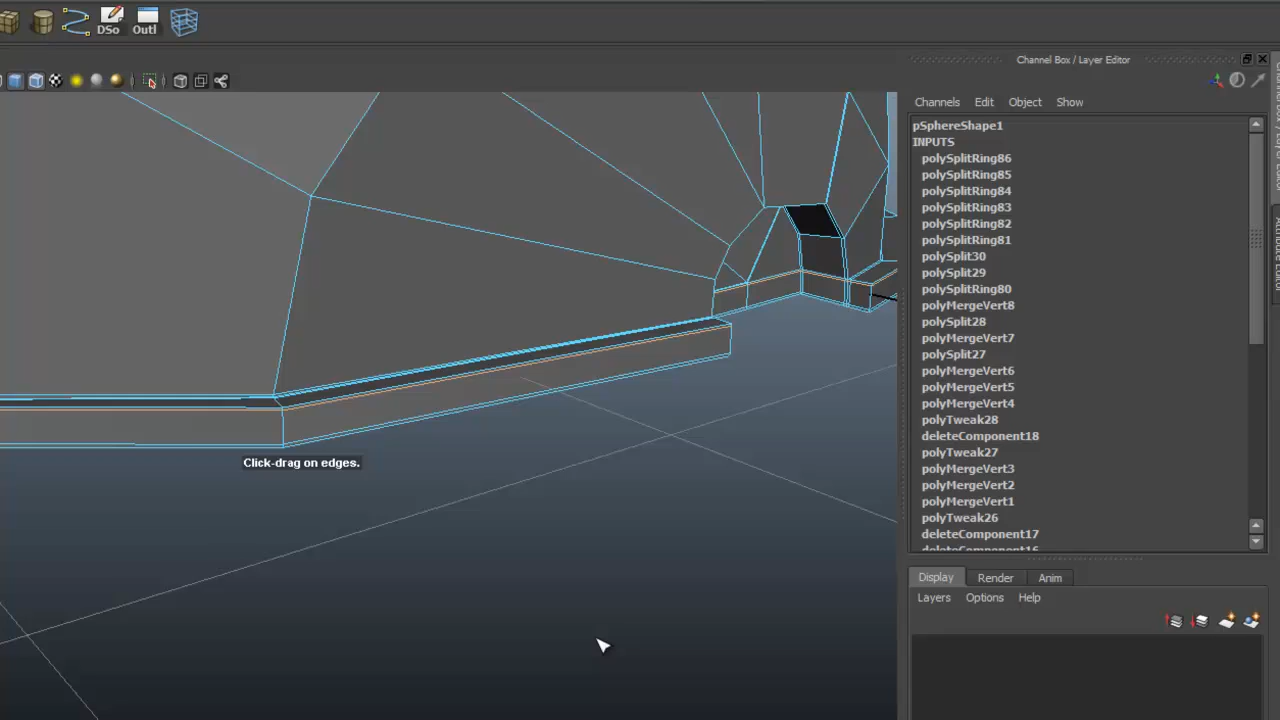 DSo
Outl
Channel Box / Layer Editor
Channels Edit Object Show
pSphereShape1
INPUTS
polySplitRing86
polySplitRing85
polySplitRing84
polySplitRing83
polySplitRing82
polySplitRing81
polySplit30
polySplit29
polySplitRing80
polyMergeVert8
polySplit28
polyMergeVert7
polySplit27
polyMergeVert6
polyMergeVert5
polyMergeVert4
polyTweak28
deleteComponent18
polyTweak27
polyMergeVert3
polyMergeVert2
polyMergeVert1
polyTweak26
deleteComponent17
deleteComponent16
Click-drag on edges.
Display Render Anim
Layers Options Help